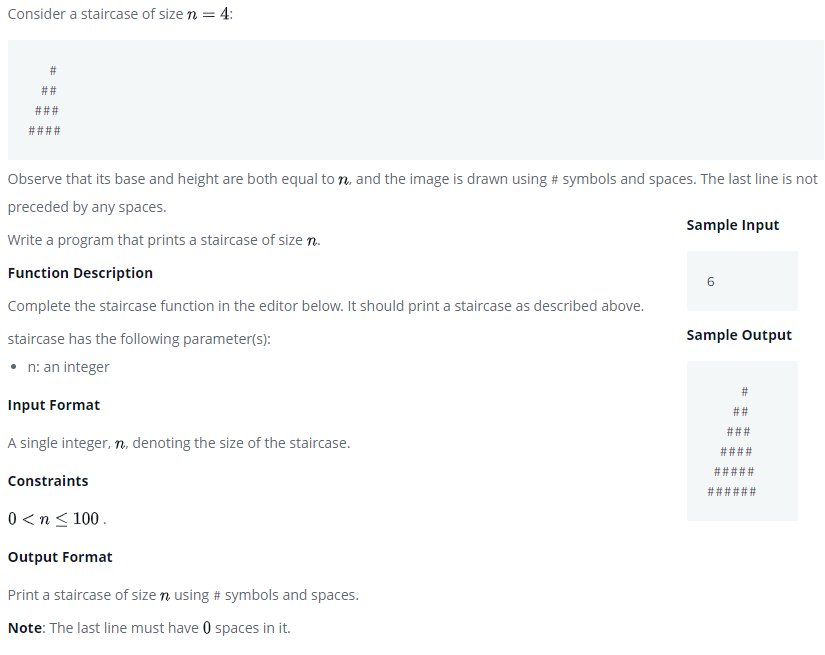 Consider a staircase of size n = 4:
   #
  ##
 ###
####
Observe that its base and height are both equal to n, and the image is drawn using # symbols and spaces. The last line is not
preceded by any spaces.
Write a program that prints a staircase of size n.
Function Description
Complete the staircase function in the editor below. It should print a staircase as described above.
staircase has the following parameter(s):
• n: an integer
Input Format
A single integer, n, denoting the size of the staircase.
Constraints
0 < n ≤ 100 .
Output Format
Print a staircase of size n using # symbols and spaces.
Note: The last line must have 0 spaces in it.
Sample Input
6
Sample Output
     #
    ##
   ###
  ####
 #####
######